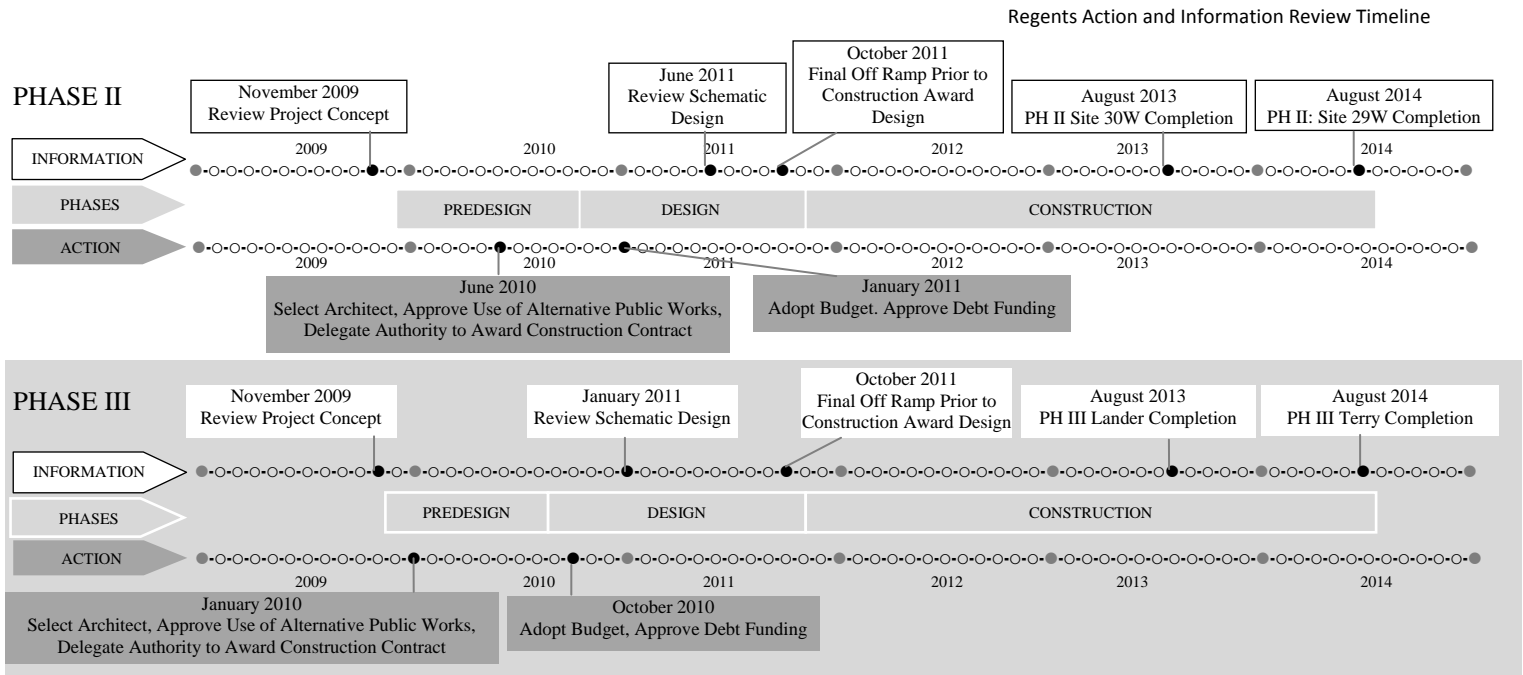 Regents Action and Information Review Timeline
PHASE II
November 2009
Review Project Concept
June 2011
Review Schematic
Design
October 2011
Final Off Ramp Prior to
Construction Award
Design
August 2013
PH II Site 30W Completion
August 2014
PH II: Site 29W Completion
INFORMATION
2009
2010
2011
2012
2013
2014
PHASES
PREDESIGN
DESIGN
CONSTRUCTION
ACTION
2009
2010
2011
2012
2013
2014
June 2010
Select Architect, Approve Use of Alternative Public Works,
Delegate Authority to Award Construction Contract
January 2011
Adopt Budget. Approve Debt Funding
PHASE III
November 2009
Review Project Concept
January 2011
Review Schematic Design
October 2011
Final Off Ramp Prior to
Construction Award Design
August 2013
PH III Lander Completion
August 2014
PH III Terry Completion
INFORMATION
PHASES
PREDESIGN
DESIGN
CONSTRUCTION
ACTION
2009
2010
2011
2012
2013
2014
January 2010
Select Architect, Approve Use of Alternative Public Works,
Delegate Authority to Award Construction Contract
October 2010
Adopt Budget, Approve Debt Funding